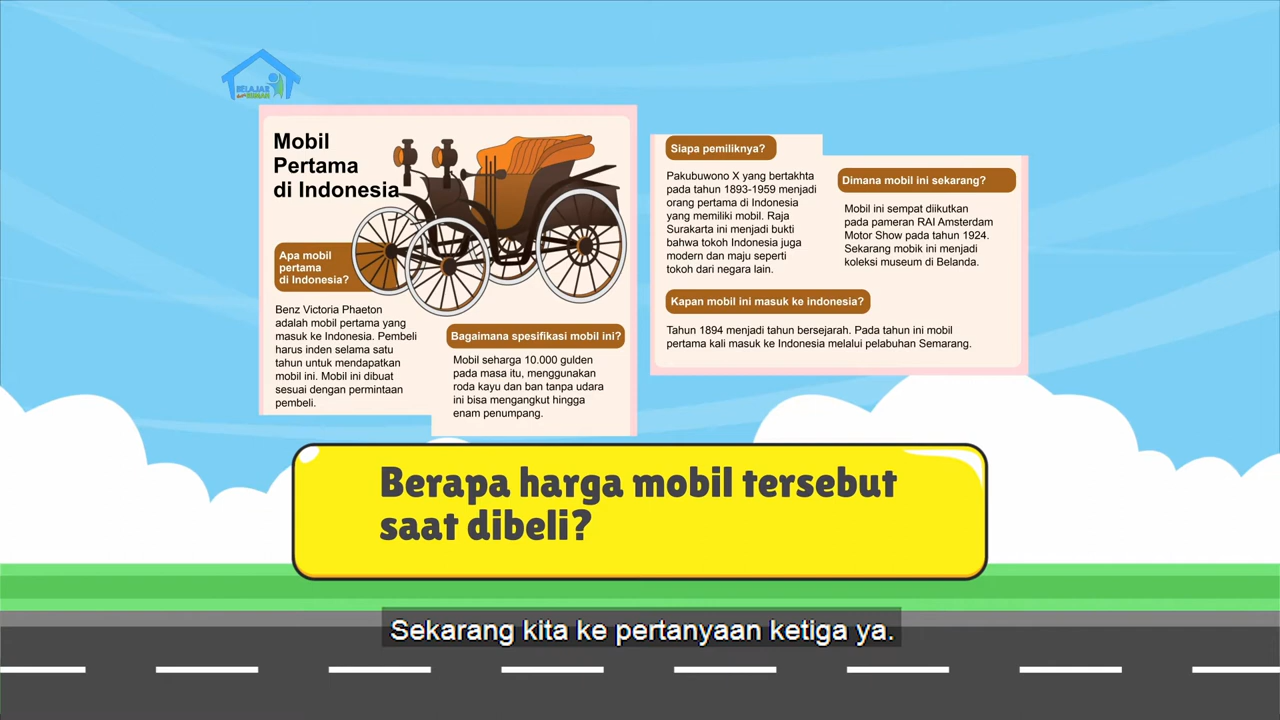 BELAJAR
dari RUMAH
Mobil
Pertama
di Indonesia
Apa mobil
pertama
di Indonesia?
Benz Victoria Phaeton
adalah mobil pertama yang
masuk ke Indonesia. Pembeli
harus inden selama satu
tahun untuk mendapatkan
mobil ini. Mobil ini dibuat
sesuai dengan permintaan
pembeli.
Bagaimana spesifikasi mobil ini?
Mobil seharga 10.000 gulden
pada masa itu, menggunakan
roda kayu dan ban tanpa udara
ini bisa mengangkut hingga
enam penumpang.
Siapa pemiliknya?
Pakubuwono X yang bertakhta
pada tahun 1893-1959 menjadi
orang pertama di Indonesia
yang memiliki mobil. Raja
Surakarta ini menjadi bukti
bahwa tokoh Indonesia juga
modern dan maju seperti
tokoh dari negara lain.
Dimana mobil ini sekarang?
Mobil ini sempat diikutkan
pada pameran RAI Amsterdam
Motor Show pada tahun 1924.
Sekarang mobik ini menjadi
koleksi museum di Belanda.
Kapan mobil ini masuk ke indonesia?
Tahun 1894 menjadi tahun bersejarah. Pada tahun ini mobil
pertama kali masuk ke Indonesia melalui pelabuhan Semarang.
Berapa harga mobil tersebut
saat dibeli?
Sekarang kita ke pertanyaan ketiga ya.